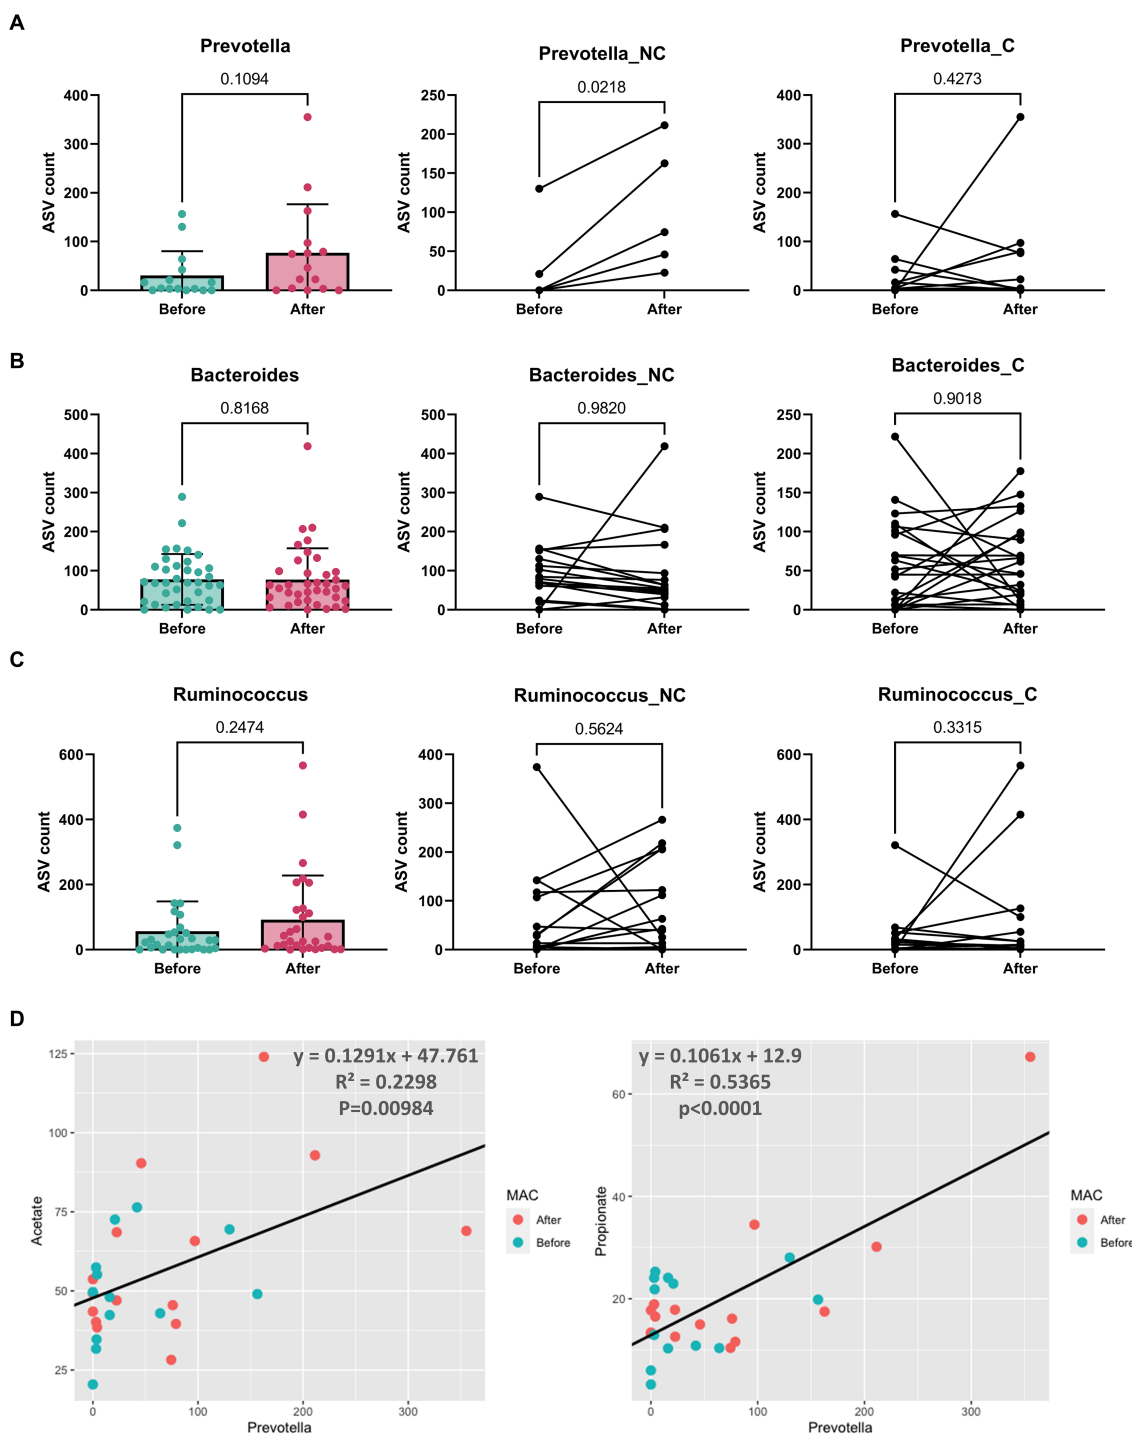 A
Prevotella
0.1094
ASV count
400
300
200
100
0
Before
After
Prevotella_NC
0.0218
ASV count
250
200
150
100
50
0
Before
After
Prevotella_C
0.4273
ASV count
400
300
200
100
0
Before
After
B
Bacteroides
0.8168
ASV count
500
400
300
200
100
0
Before
After
Bacteroides_NC
0.9820
ASV count
500
400
300
200
100
0
Before
After
Bacteroides_C
0.9018
ASV count
250
200
150
100
50
0
Before
After
C
Ruminococcus
0.2474
ASV count
600
400
200
0
Before
After
Ruminococcus_NC
0.5624
ASV count
400
300
200
100
0
Before
After
Ruminococcus_C
0.3315
ASV count
600
400
200
0
Before
After
D
y = 0.1291x + 47.761
R² = 0.2298
P=0.00984
Acetate
125
100
75
50
25
0
100
200
300
Prevotella
MAC
After
Before
y = 0.1061x + 12.9
R² = 0.5365
p<0.0001
Propionate
60
40
20
0
100
200
300
Prevotella
MAC
After
Before